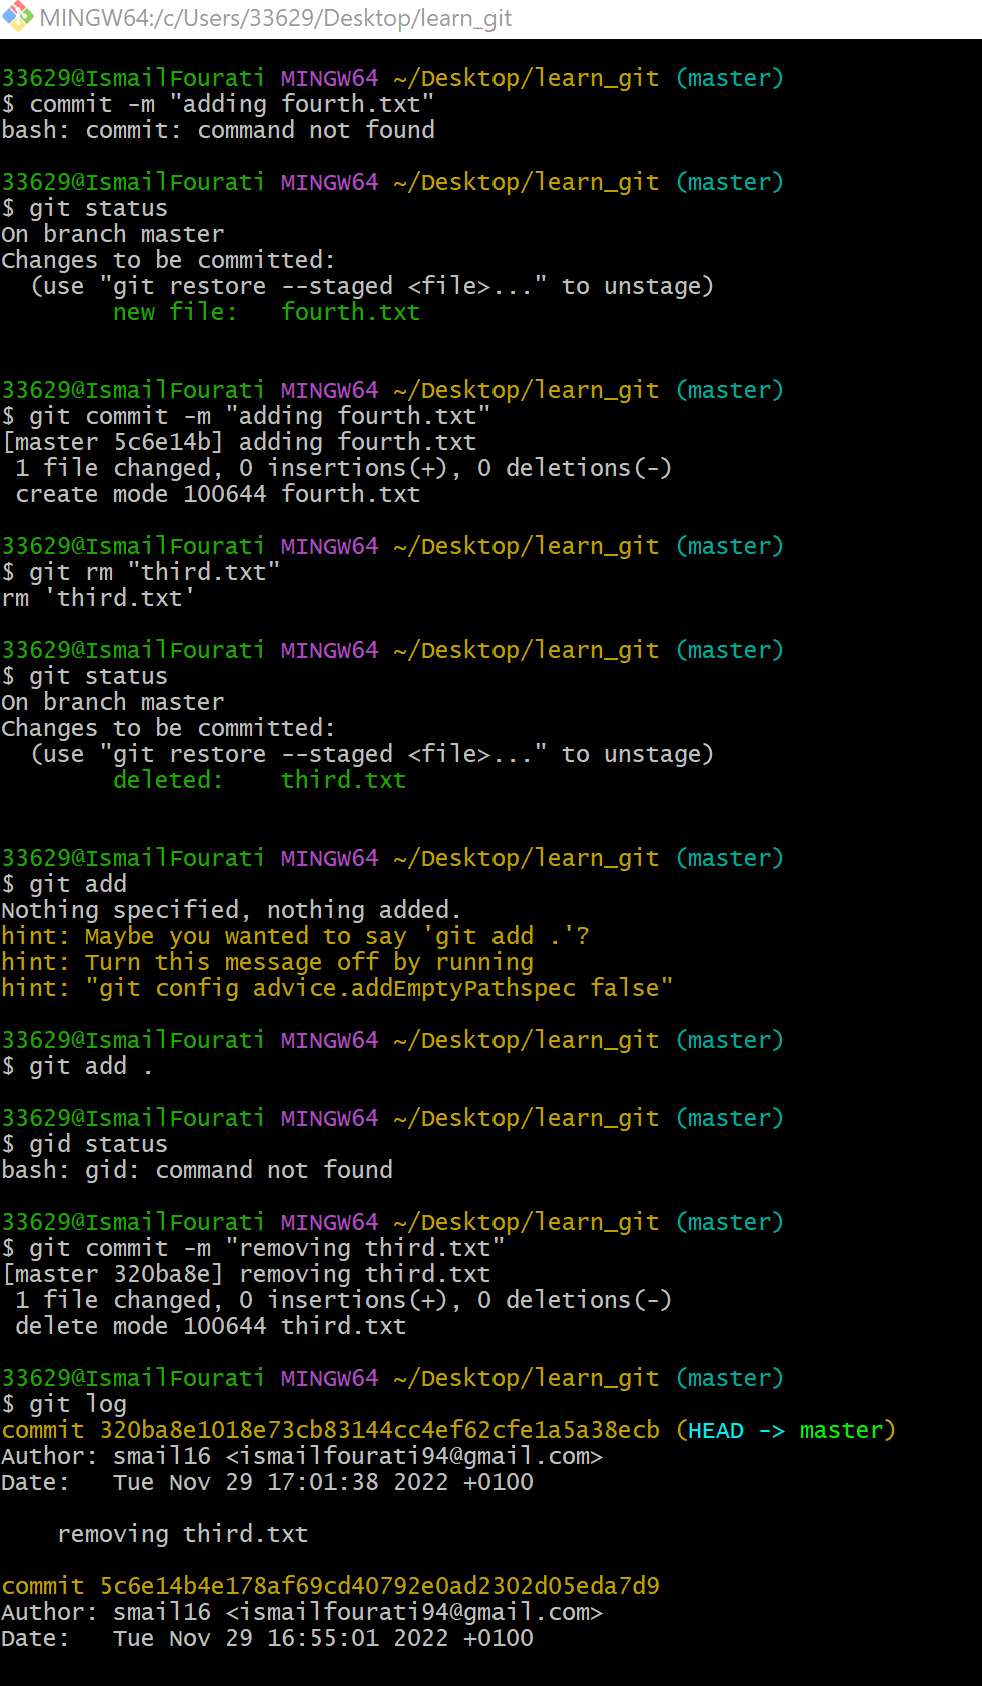 MINGW64:/c/Users/33629/Desktop/learn_git
33629@IsmailFourati MINGW64 ~/Desktop/learn_git (master)
$ commit -m "adding fourth.txt"
bash: commit: command not found
33629@IsmailFourati MINGW64 ~/Desktop/learn_git (master)
$ git status
On branch master
Changes to be committed:
  (use "git restore --staged <file>..." to unstage)
        new file:   fourth.txt
33629@IsmailFourati MINGW64 ~/Desktop/learn_git (master)
$ git commit -m "adding fourth.txt"
[master 5c6e14b] adding fourth.txt
 1 file changed, 0 insertions(+), 0 deletions(-)
 create mode 100644 fourth.txt
33629@IsmailFourati MINGW64 ~/Desktop/learn_git (master)
$ git rm "third.txt"
rm 'third.txt'
33629@IsmailFourati MINGW64 ~/Desktop/learn_git (master)
$ git status
On branch master
Changes to be committed:
  (use "git restore --staged <file>..." to unstage)
        deleted:    third.txt
33629@IsmailFourati MINGW64 ~/Desktop/learn_git (master)
$ git add
Nothing specified, nothing added.
hint: Maybe you wanted to say 'git add .'?
hint: Turn this message off by running
hint: "git config advice.addEmptyPathspec false"
33629@IsmailFourati MINGW64 ~/Desktop/learn_git (master)
$ git add .
33629@IsmailFourati MINGW64 ~/Desktop/learn_git (master)
$ gid status
bash: gid: command not found
33629@IsmailFourati MINGW64 ~/Desktop/learn_git (master)
$ git commit -m "removing third.txt"
[master 320ba8e] removing third.txt
 1 file changed, 0 insertions(+), 0 deletions(-)
 delete mode 100644 third.txt
33629@IsmailFourati MINGW64 ~/Desktop/learn_git (master)
$ git log
commit 320ba8e1018e73cb83144cc4ef62cfe1a5a38ecb (HEAD -> master)
Author: smail16 <ismailfourati94@gmail.com>
Date:   Tue Nov 29 17:01:38 2022 +0100
    removing third.txt
commit 5c6e14b4e178af69cd40792e0ad2302d05eda7d9
Author: smail16 <ismailfourati94@gmail.com>
Date:   Tue Nov 29 16:55:01 2022 +0100